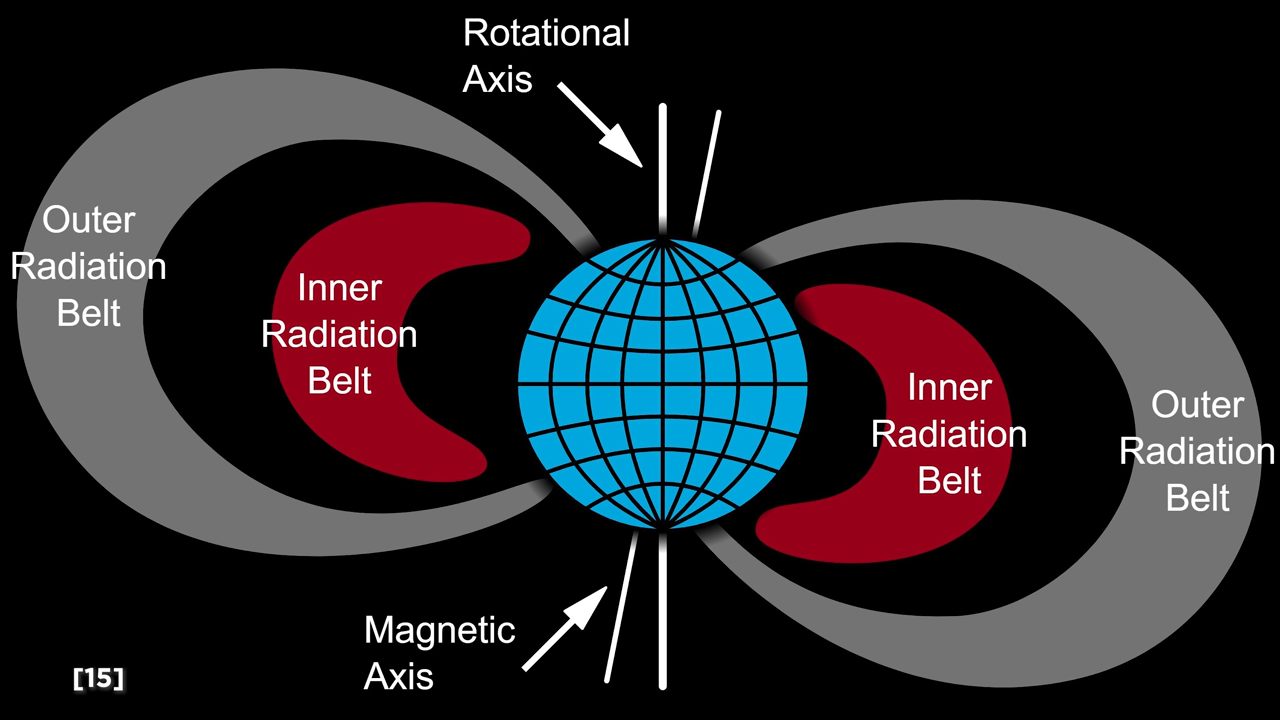 Rotational
Axis
Outer
Radiation
Belt
Inner
Radiation
Belt
Inner
Radiation
Belt
Outer
Radiation
Belt
Magnetic
Axis
[15]